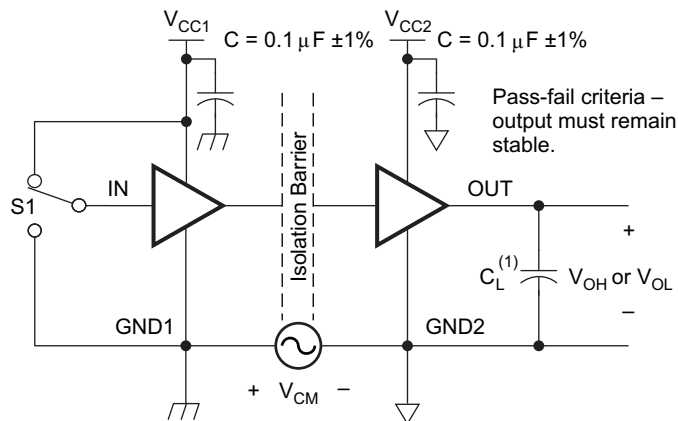 VCC1
C = 0.1 μF ±1%
VCC2
C = 0.1 μF ±1%
Pass-fail criteria –
output must remain
stable.
Isolation Barrier
IN
OUT
S1
+
CL(1)
VOH or VOL
–
GND1
GND2
+ VCM –